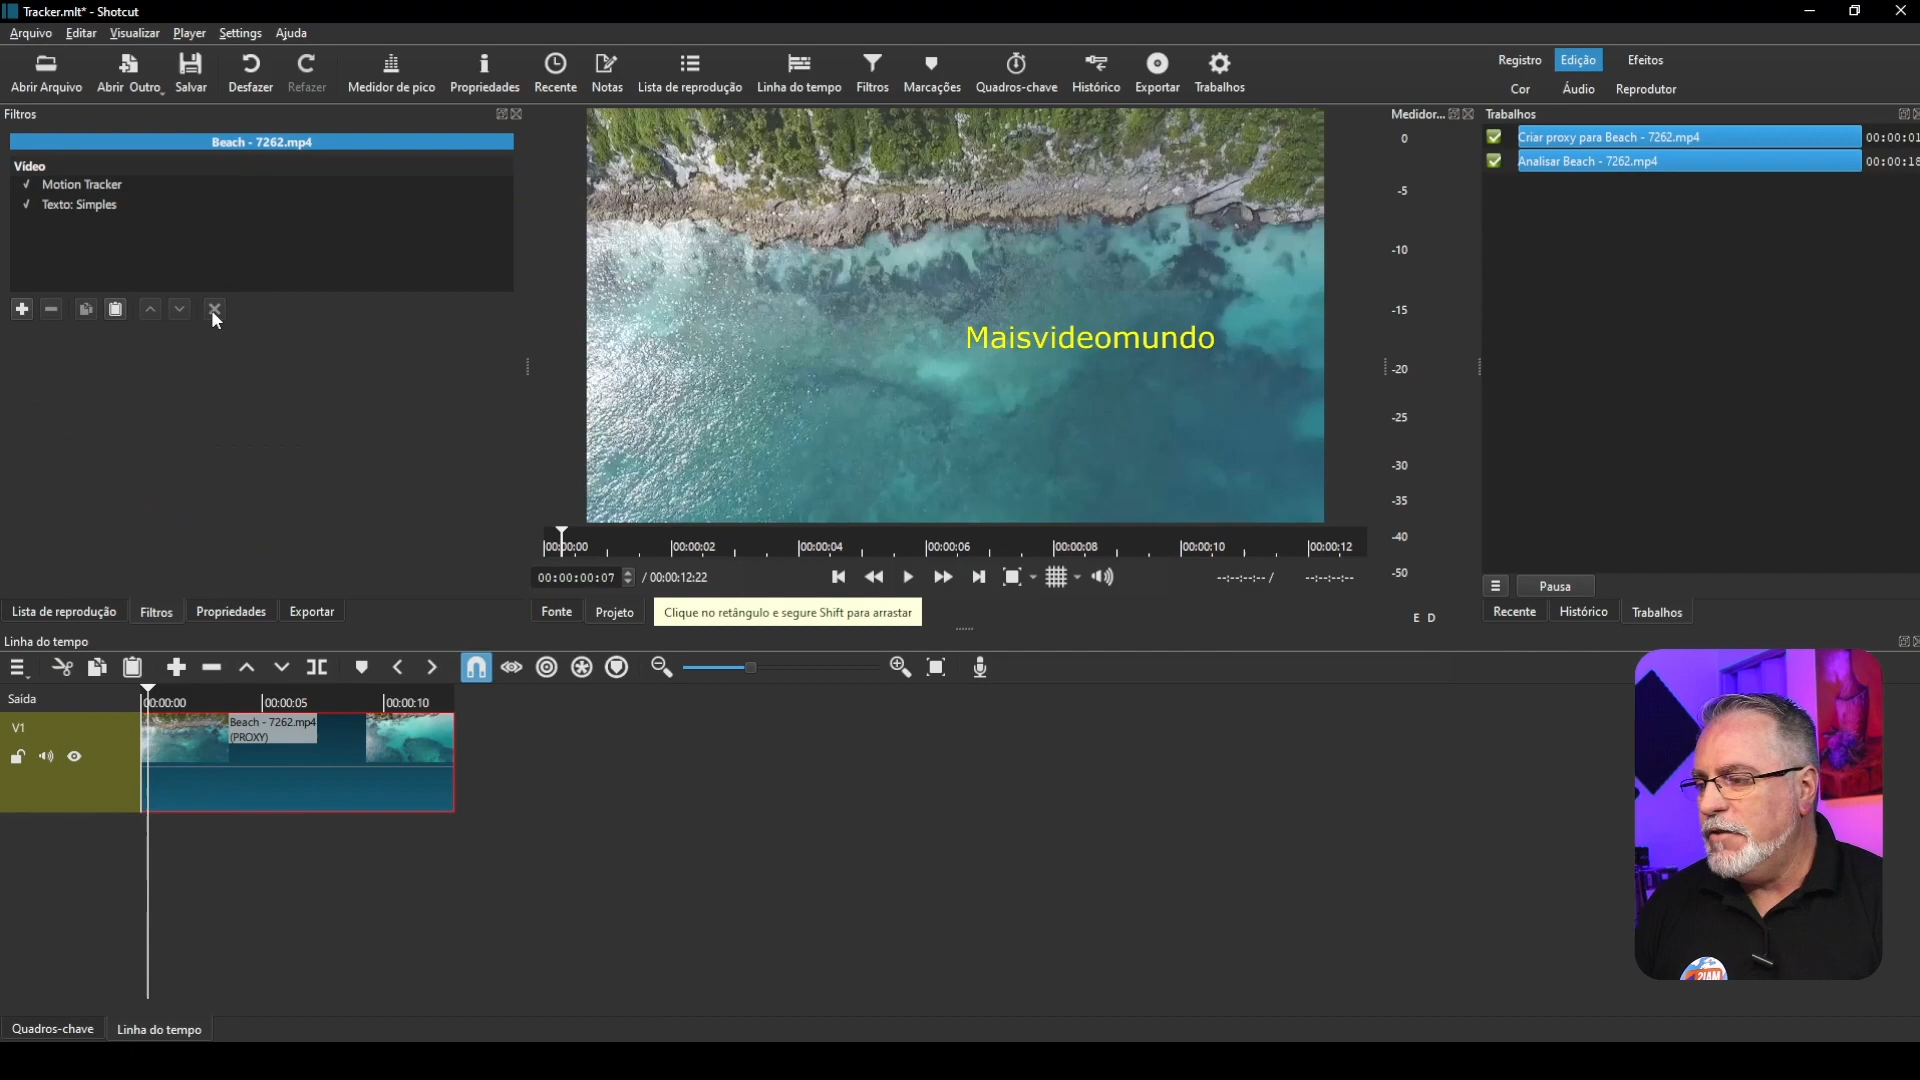 Tracker.mlt* - Shotcut
Arquivo Editar Visualizar Player Settings Ajuda
Abrir Arquivo Abrir Outro Salvar Desfazer Refazer Medidor de pico Propriedades Recente Notas Lista de reprodução Linha do tempo Filtros Marcações Quadros-chave Histórico Exportar Trabalhos
Registro Edição Efeitos
Cor Áudio Reprodutor
Filtros
Beach - 7262.mp4
Vídeo
Motion Tracker
Texto: Simples
Maisvideomundo
Medidor...
0
-5
-10
-15
-20
-25
-30
-35
-40
-50
E D
Trabalhos
Criar proxy para Beach - 7262.mp4 00:00:01
Analisar Beach - 7262.mp4 00:00:18
00:00:00 00:00:02 00:00:04 00:00:06 00:00:08 00:00:10 00:00:12
00:00:00:07 / 00:00:12:22 --:--:--:-- / --:--:--:--
Pausa
Lista de reprodução Filtros Propriedades Exportar
Fonte Projeto Clique no retângulo e segure Shift para arrastar
Recente Histórico Trabalhos
Linha do tempo
Saída 00:00:00 00:00:05 00:00:10
V1
Beach - 7262.mp4
(PROXY)
21AM
Quadros-chave Linha do tempo